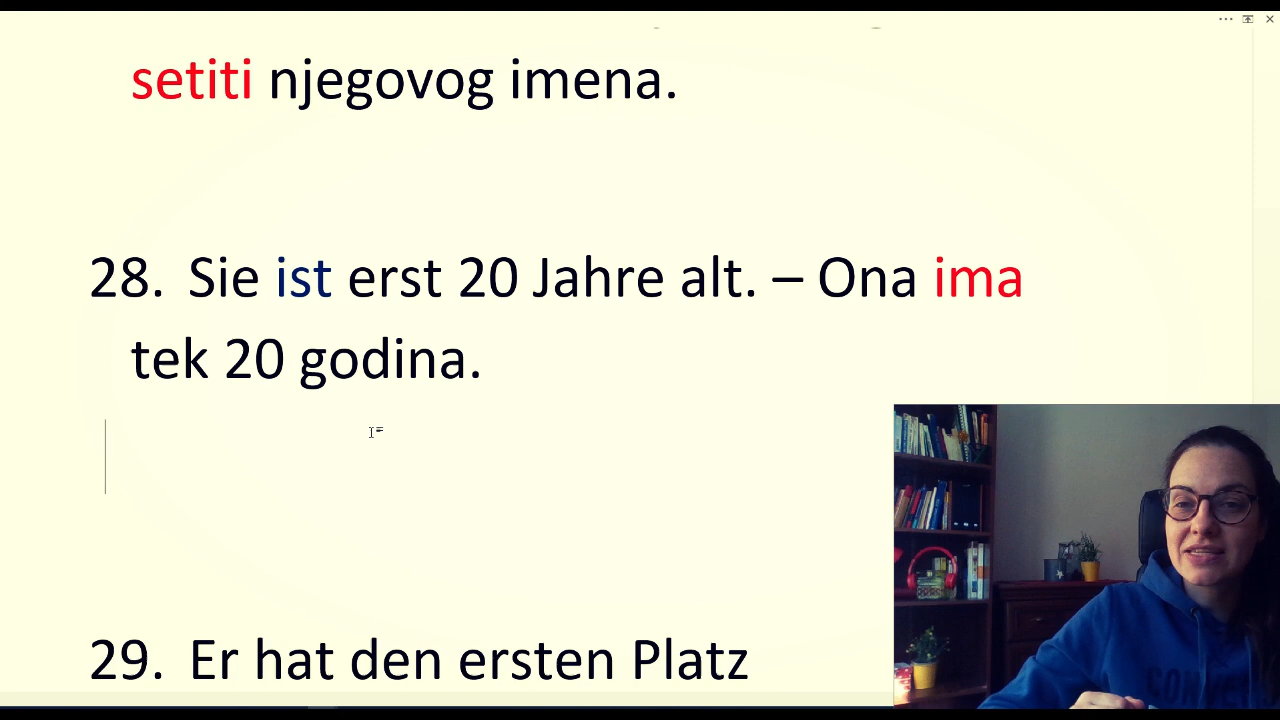 setiti njegovog imena.
28. Sie ist erst 20 Jahre alt. – Ona ima
tek 20 godina.
29. Er hat den ersten Platz